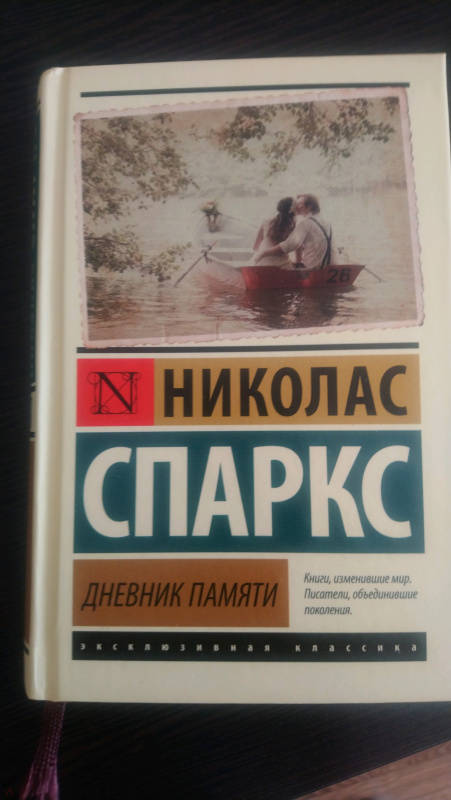 26
N НИКОЛАС
СПАРКС
ДНЕВНИК ПАМЯТИ
Книги, изменившие мир.
Писатели, объединившие
поколения.
эксклюзивная классика